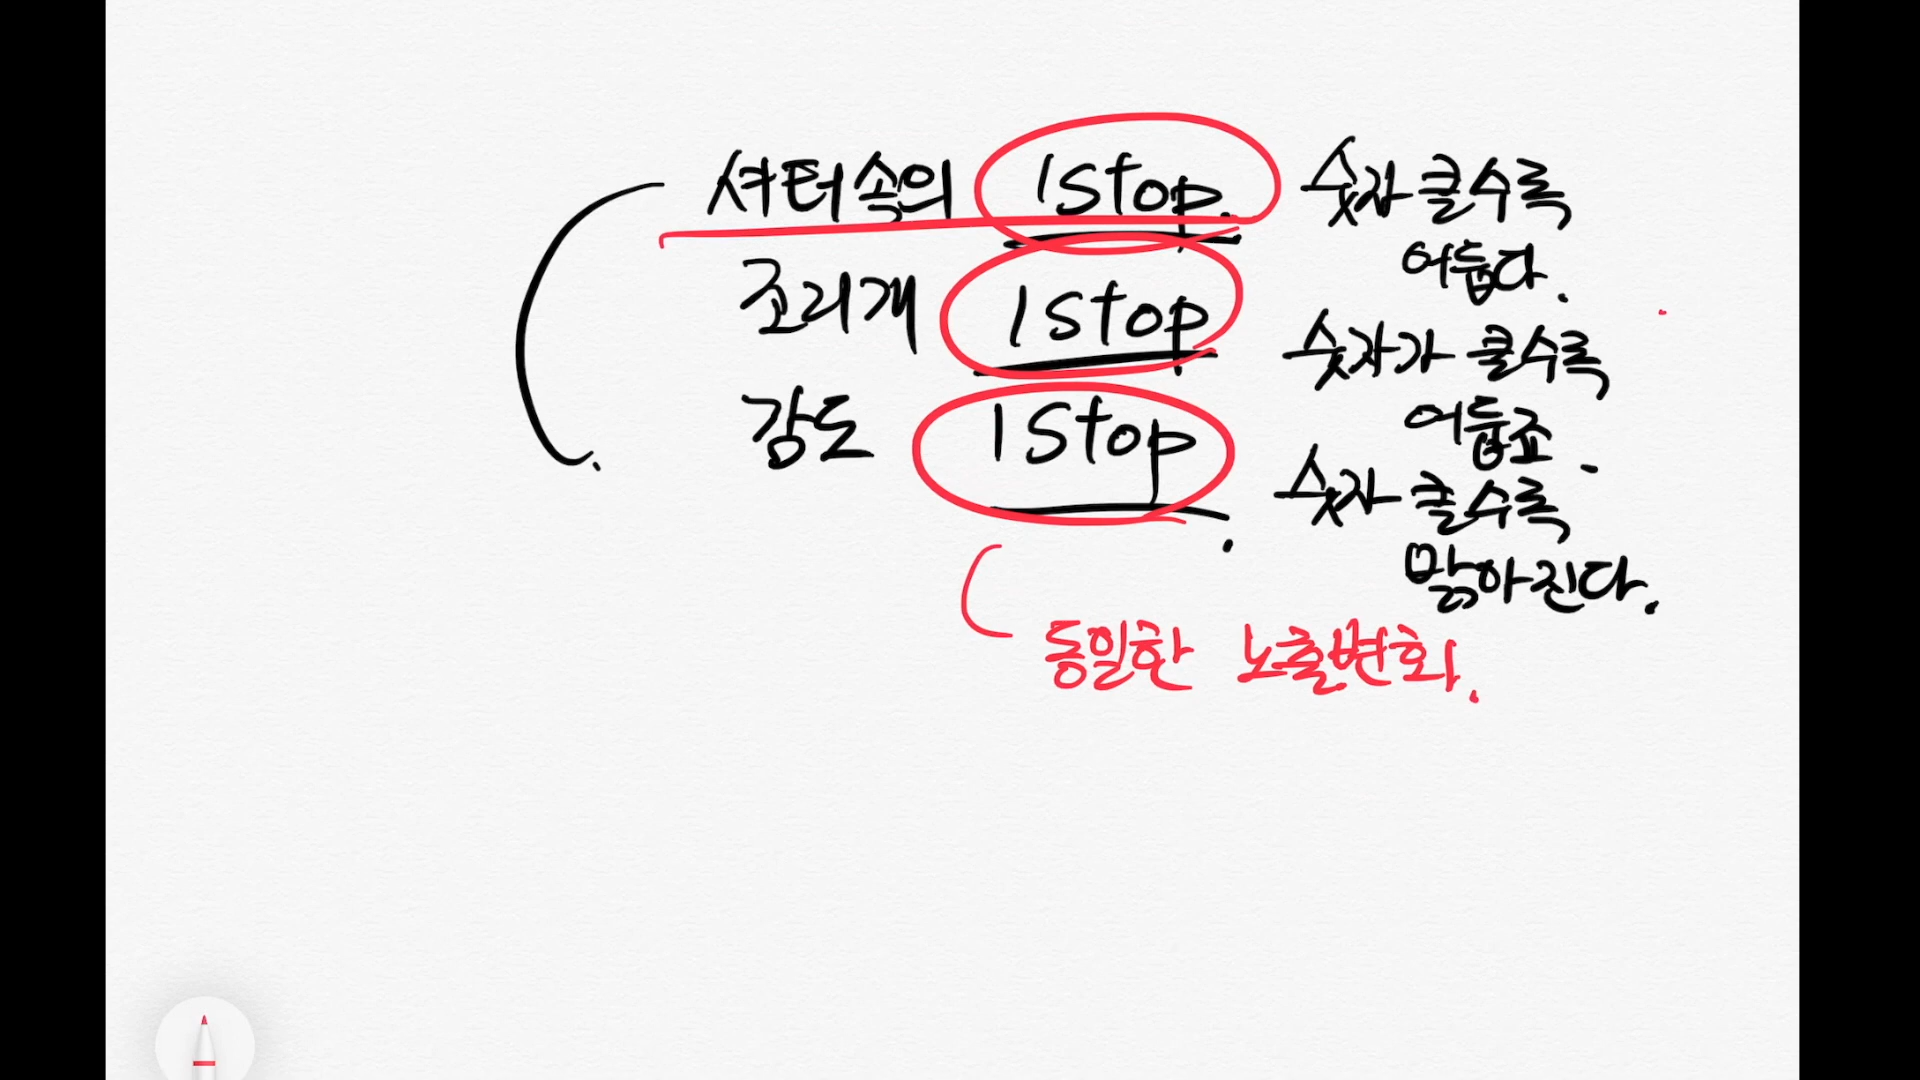 셔터속의 1stop. 숫자 클수록
어둡다.
조리개 1stop 숫자가 클수록
어둡죠.
감도 1stop 숫자 클수록
맑아진다.
동일한 노출변화.